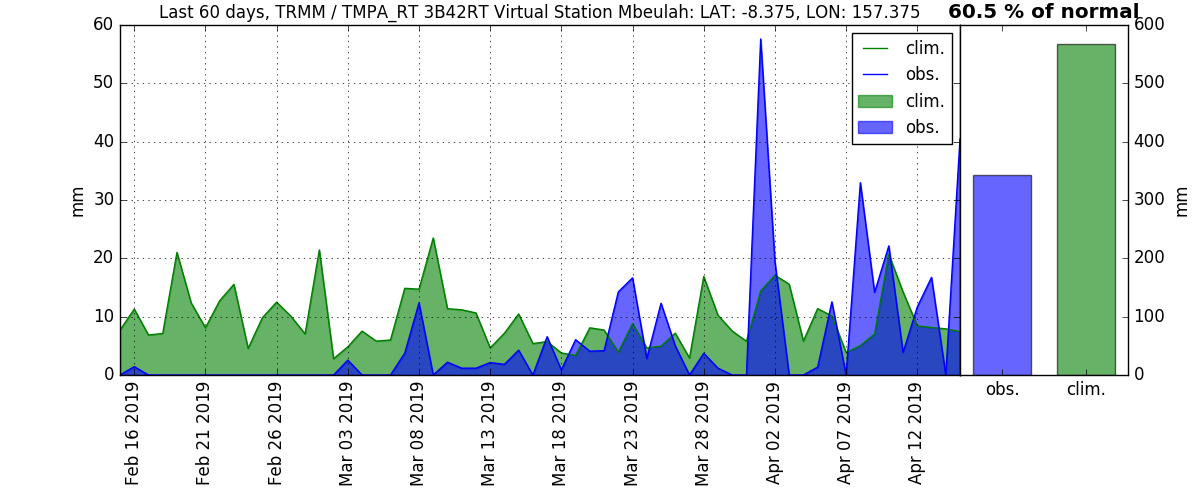 Last 60 days, TRMM / TMPA_RT 3B42RT Virtual Station Mbeulah: LAT: -8.375, LON: 157.375
60.5 % of normal
60
50
40
30
20
10
0
mm
clim.
obs.
clim.
obs.
600
500
400
300
200
100
0
mm
obs.
clim.
Feb 16 2019
Feb 21 2019
Feb 26 2019
Mar 03 2019
Mar 08 2019
Mar 13 2019
Mar 18 2019
Mar 23 2019
Mar 28 2019
Apr 02 2019
Apr 07 2019
Apr 12 2019